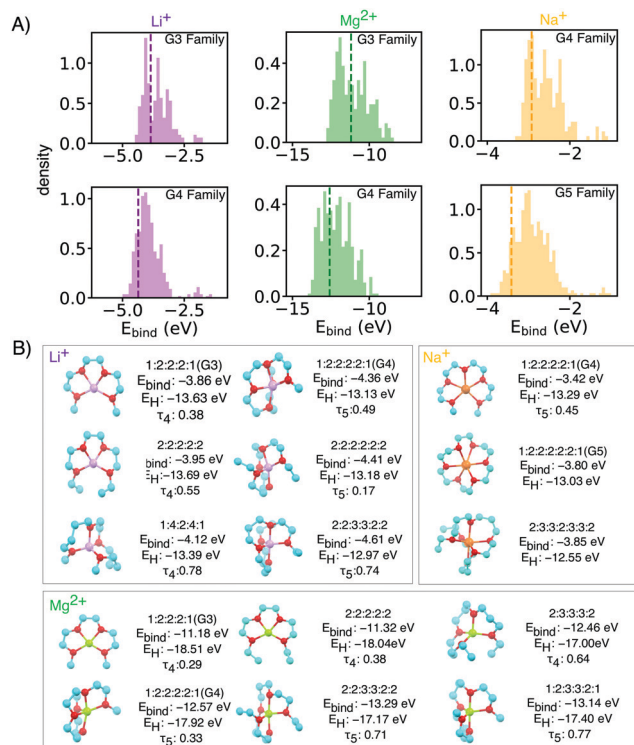 A)
Li+
Mg2+
Na+
G3 Family
G3 Family
G4 Family
1.0
0.5
0.0
−5.0
−2.5
0.4
0.2
0.0
−15
−10
1.0
0.5
0.0
−4
−2
density
G4 Family
G4 Family
G5 Family
1.0
0.5
0.0
−5.0
−2.5
Ebind (eV)
0.4
0.2
0.0
−15
−10
Ebind (eV)
1.0
0.5
0.0
−4
−2
Ebind (eV)
B)
Li+
1:2:2:2:1(G3)
Ebind: −3.86 eV
EH: −13.63 eV
τ4: 0.38
1:2:2:2:2:1(G4)
Ebind: −4.36 eV
EH: −13.13 eV
τ5: 0.49
2:2:2:2:2
bind: −3.95 eV
EH: −13.69 eV
τ4:0.55
2:2:2:2:2:2
Ebind: −4.41 eV
EH: −13.18 eV
τ5: 0.17
1:4:2:4:1
Ebind: −4.12 eV
EH: −13.39 eV
τ4: 0.78
2:2:3:3:2:2
Ebind: −4.61 eV
EH: −12.97 eV
τ5: 0.74
Na+
1:2:2:2:2:1(G4)
Ebind: −3.42 eV
EH: −13.29 eV
τ5: 0.45
1:2:2:2:2:2:1(G5)
Ebind: −3.80 eV
EH: −13.03 eV
2:3:3:2:3:3:2
Ebind: −3.85 eV
EH: −12.55 eV
Mg2+
1:2:2:2:1(G3)
Ebind: −11.18 eV
EH: −18.51 eV
τ4:0.29
2:2:2:2:2
Ebind: −11.32 eV
EH: −18.04eV
τ4: 0.38
2:3:3:3:2
Ebind: −12.46 eV
EH: −17.00eV
τ4: 0.64
1:2:2:2:2:1(G4)
Ebind: −12.57 eV
EH: −17.92 eV
τ5: 0.33
2:2:3:3:2:2
Ebind: −13.29 eV
EH: −17.17 eV
τ5: 0.71
1:2:3:3:2:1
Ebind: −13.14 eV
EH: −17.40 eV
τ5: 0.77